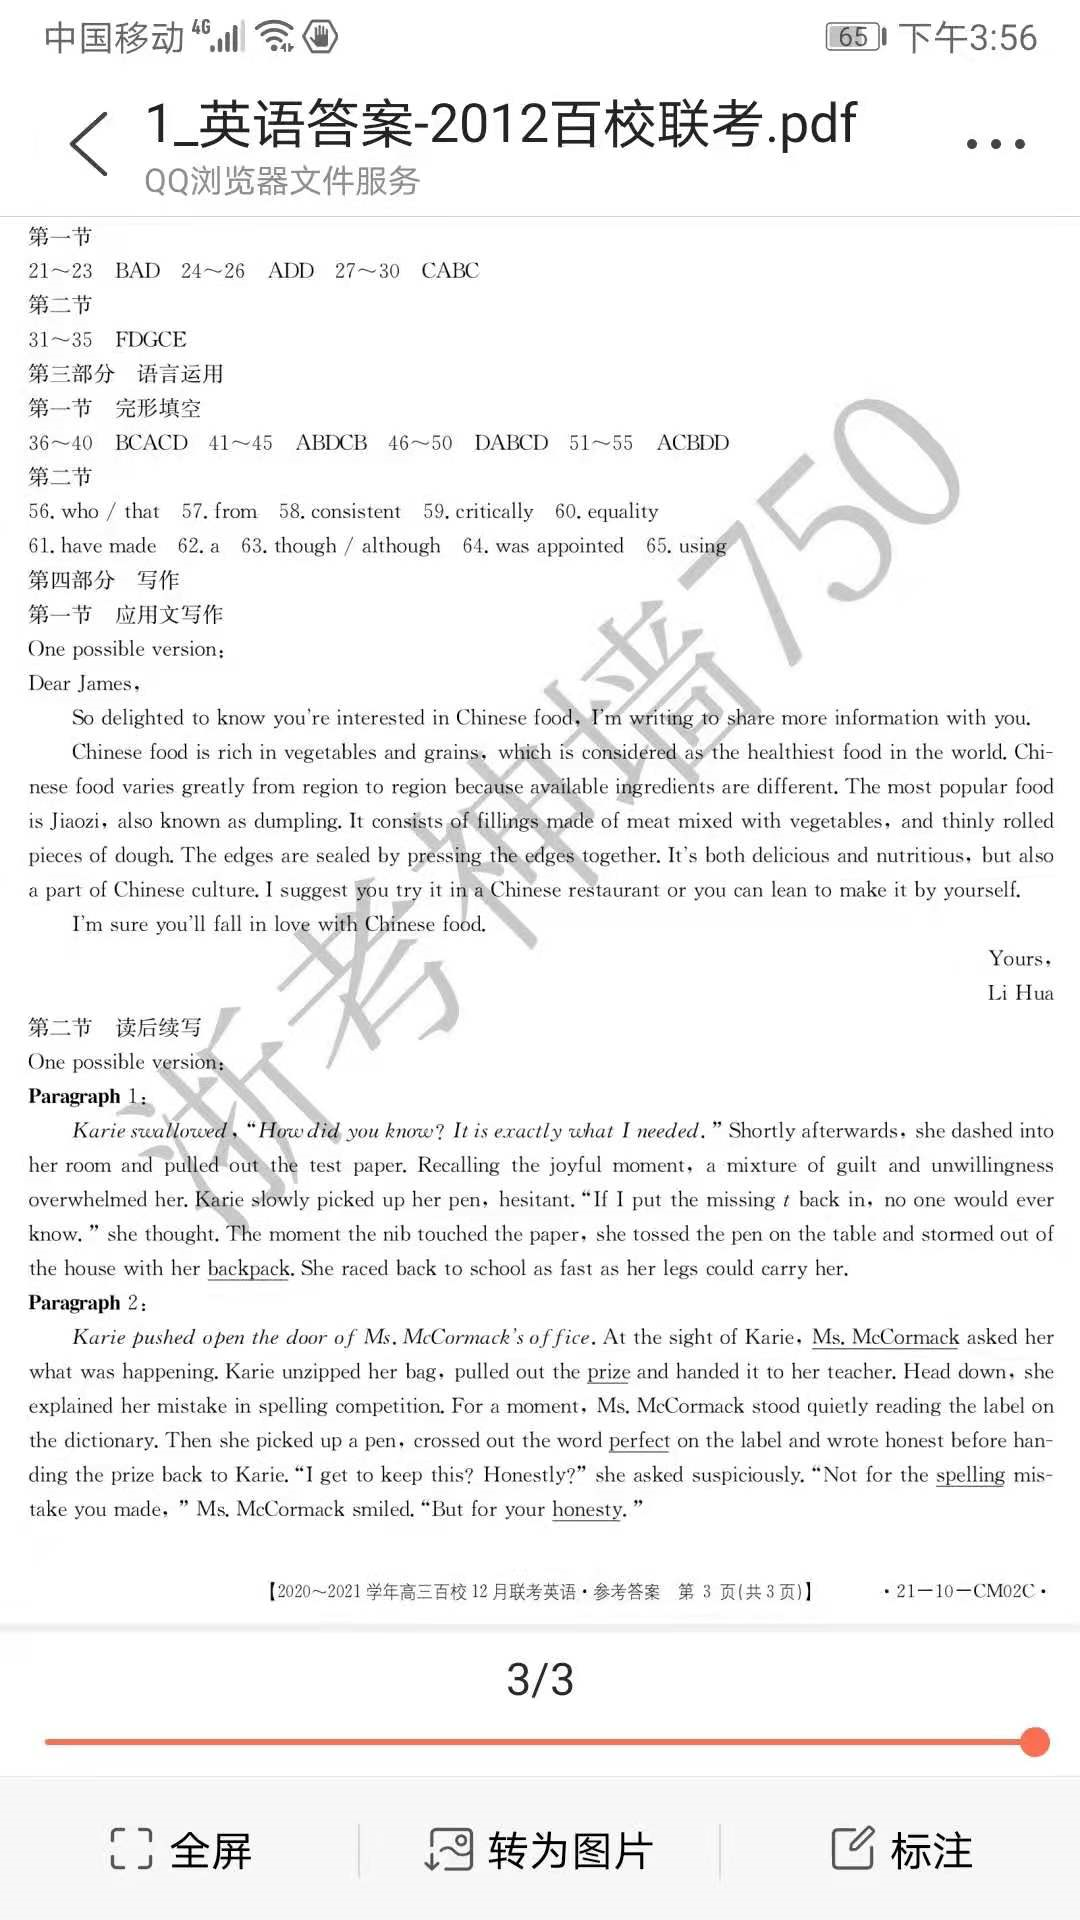 中国移动 4G 65 下午3:56
1_英语答案-2012百校联考.pdf
QQ浏览器文件服务
第一节
21～23 BAD 24～26 ADD 27～30 CABC
第二节
31～35 FDGCE
第三部分 语言运用
第一节 完形填空
36～40 BCACD 41～45 ABDCB 46～50 DABCD 51～55 ACBDD
第二节
56. who / that 57. from 58. consistent 59. critically 60. equality
61. have made 62. a 63. though / although 64. was appointed 65. using
第四部分 写作
第一节 应用文写作
One possible version:
Dear James,
So delighted to know you're interested in Chinese food, I'm writing to share more information with you.
Chinese food is rich in vegetables and grains, which is considered as the healthiest food in the world. Chi-
nese food varies greatly from region to region because available ingredients are different. The most popular food
is Jiaozi, also known as dumpling. It consists of fillings made of meat mixed with vegetables, and thinly rolled
pieces of dough. The edges are sealed by pressing the edges together. It's both delicious and nutritious, but also
a part of Chinese culture. I suggest you try it in a Chinese restaurant or you can lean to make it by yourself.
I'm sure you'll fall in love with Chinese food.
Yours,
Li Hua
第二节 读后续写
One possible version:
Paragraph 1:
Karie swallowed, "How did you know? It is exactly what I needed." Shortly afterwards, she dashed into
her room and pulled out the test paper. Recalling the joyful moment, a mixture of guilt and unwillingness
overwhelmed her. Karie slowly picked up her pen, hesitant. "If I put the missing t back in, no one would ever
know." she thought. The moment the nib touched the paper, she tossed the pen on the table and stormed out of
the house with her backpack. She raced back to school as fast as her legs could carry her.
Paragraph 2:
Karie pushed open the door of Ms. McCormack's office. At the sight of Karie, Ms. McCormack asked her
what was happening. Karie unzipped her bag, pulled out the prize and handed it to her teacher. Head down, she
explained her mistake in spelling competition. For a moment, Ms. McCormack stood quietly reading the label on
the dictionary. Then she picked up a pen, crossed out the word perfect on the label and wrote honest before han-
ding the prize back to Karie. "I get to keep this? Honestly?" she asked suspiciously. "Not for the spelling mis-
take you made," Ms. McCormack smiled. "But for your honesty."
浙考神墙750
【2020～2021学年高三百校12月联考英语·参考答案 第 3 页(共3页)】 ·21－10－CM02C·
3/3
全屏 转为图片 标注